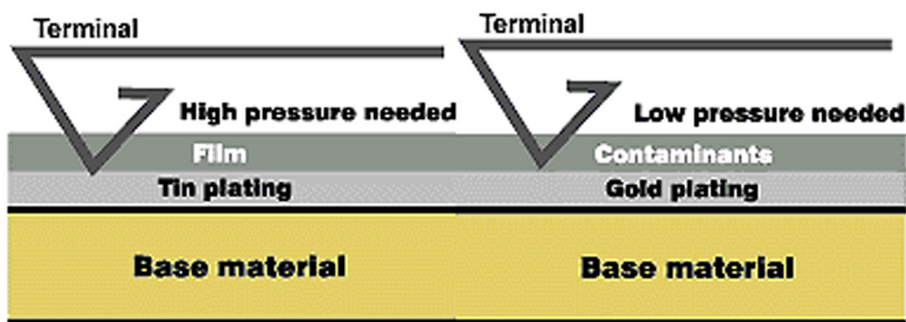 Terminal
High pressure needed
Film
Tin plating
Base material
Terminal
Low pressure needed
Contaminants
Gold plating
Base material